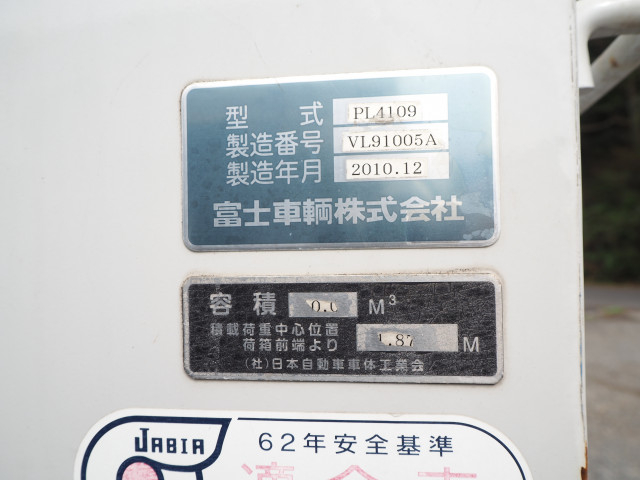 型 式 PL4109
製造番号 VL91005A
製造年月 2010.12
富士車輌株式会社
容積 M³
積載荷重中心位置
荷箱前端より .87 M
(社)日本自動車車体工業会
JABIA 62年安全基準